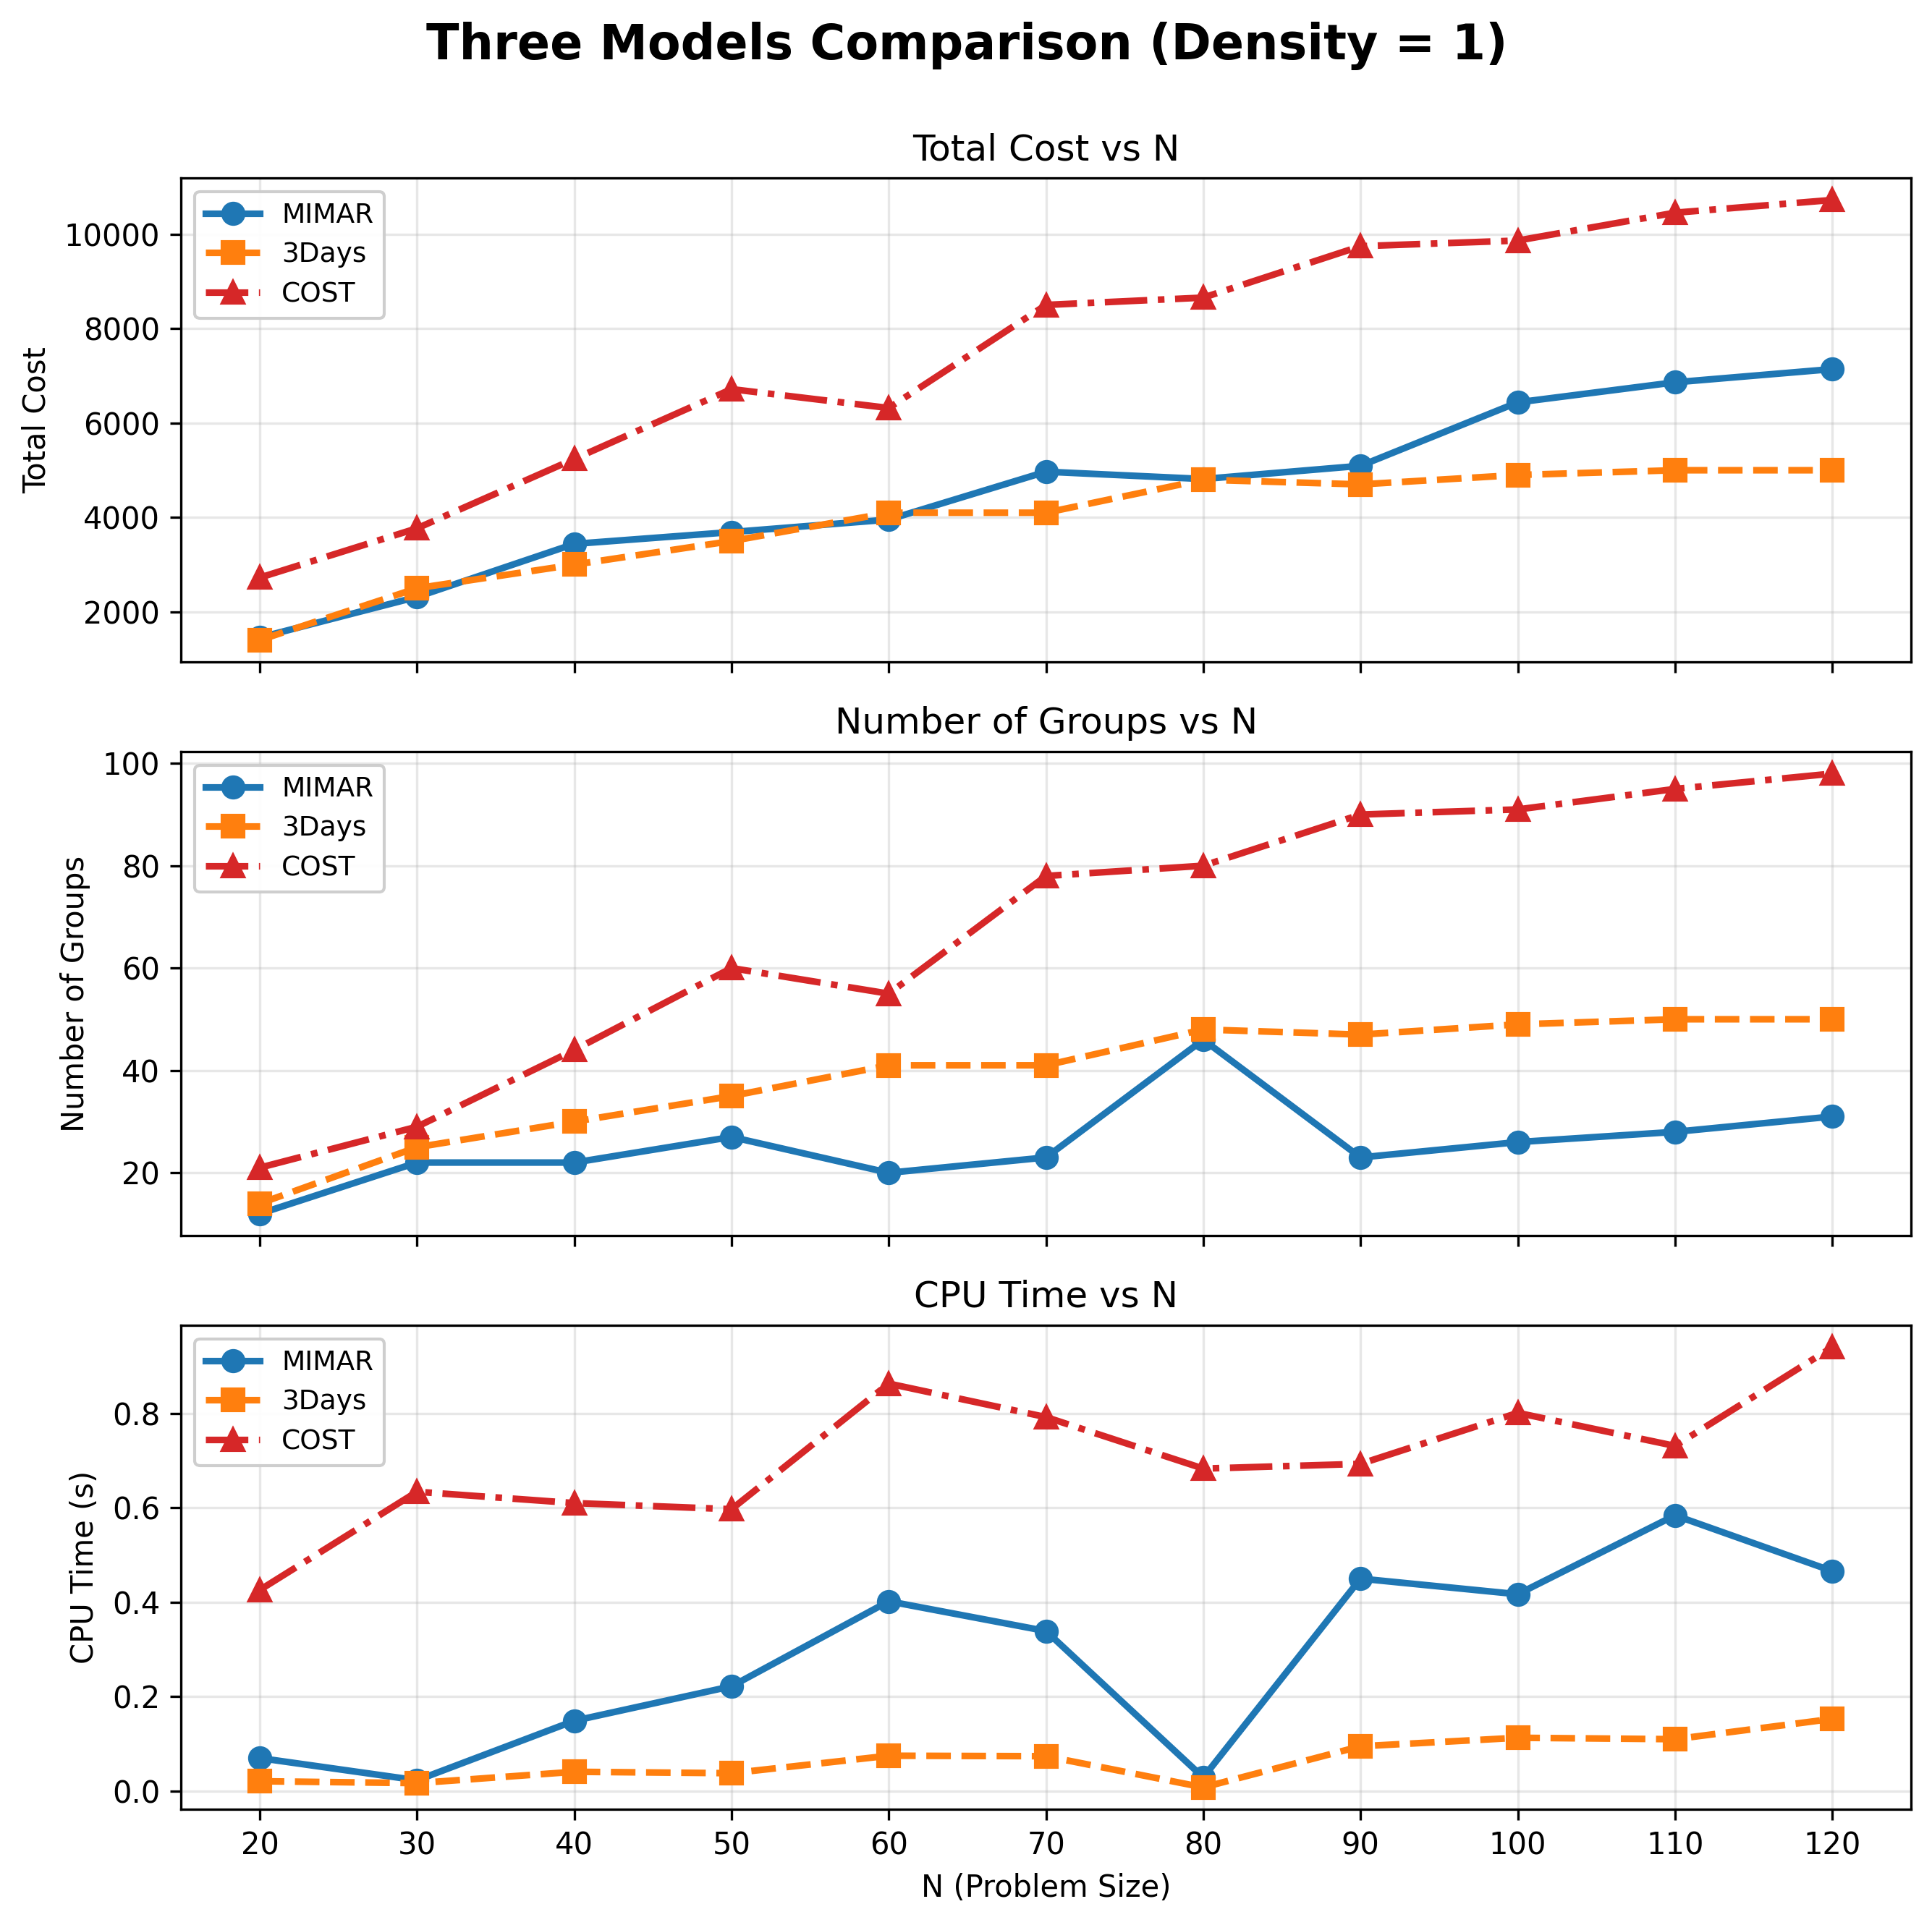 Three Models Comparison (Density = 1)
Total Cost vs N
MIMAR
3Days
COST
Total Cost
10000
8000
6000
4000
2000
Number of Groups vs N
MIMAR
3Days
COST
Number of Groups
100
80
60
40
20
CPU Time vs N
MIMAR
3Days
COST
CPU Time (s)
0.8
0.6
0.4
0.2
0.0
20 30 40 50 60 70 80 90 100 110 120
N (Problem Size)